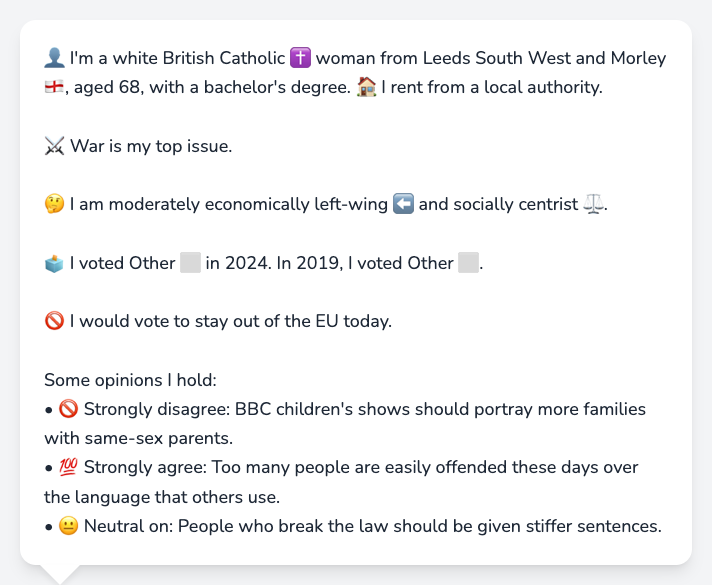 👤 I'm a white British Catholic ✝️ woman from Leeds South West and Morley
🏴󠁧󠁢󠁥󠁮󠁧󠁿, aged 68, with a bachelor's degree. 🏠 I rent from a local authority.
⚔️ War is my top issue.
🤔 I am moderately economically left-wing ⬅️ and socially centrist ⚖️.
🗳️ I voted Other ⬜ in 2024. In 2019, I voted Other ⬜.
🚫 I would vote to stay out of the EU today.
Some opinions I hold:
• 🚫 Strongly disagree: BBC children's shows should portray more families
with same-sex parents.
• 💯 Strongly agree: Too many people are easily offended these days over
the language that others use.
• 😐 Neutral on: People who break the law should be given stiffer sentences.